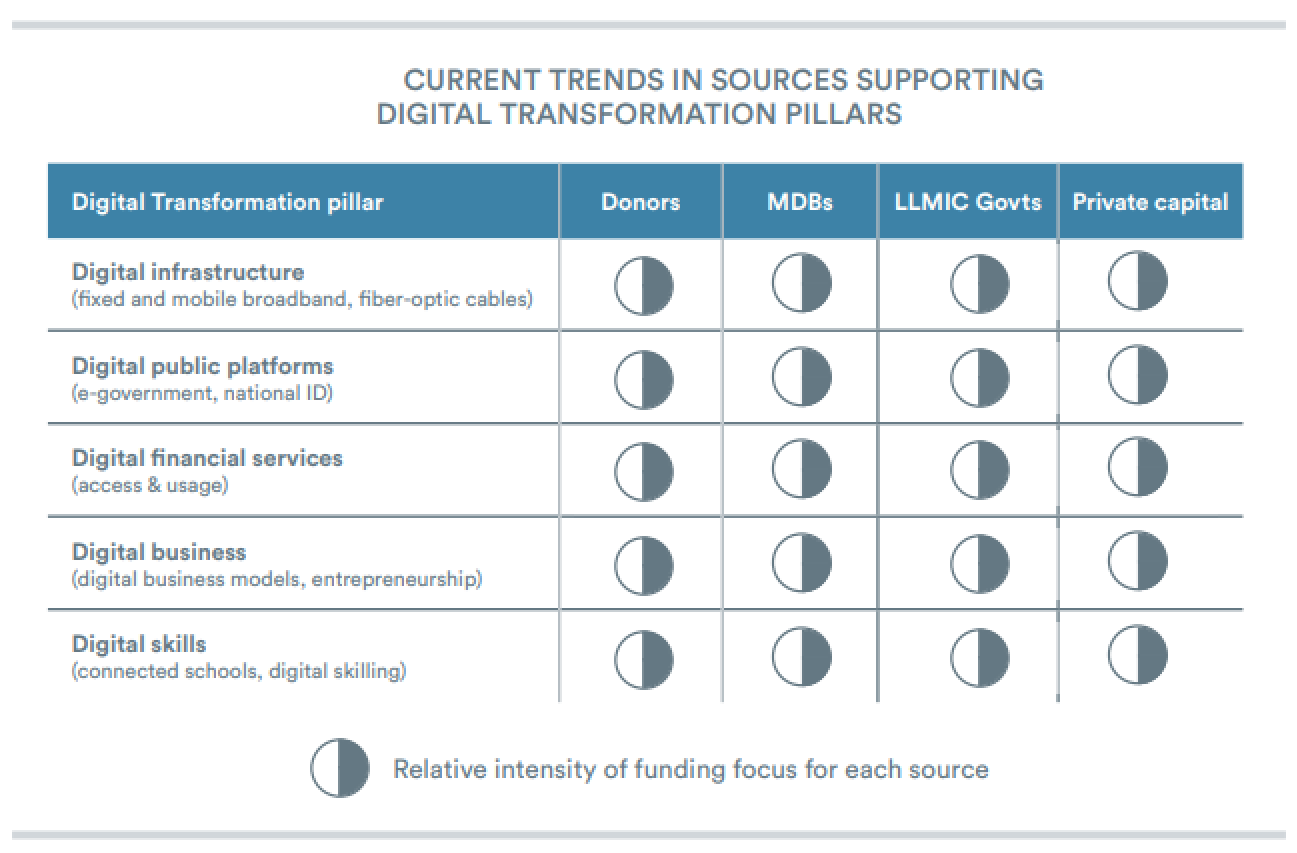 CURRENT TRENDS IN SOURCES SUPPORTING
DIGITAL TRANSFORMATION PILLARS
Digital Transformation pillar Donors MDBs LLMIC Govts Private capital
Digital infrastructure
(fixed and mobile broadband, fiber-optic cables)
Digital public platforms
(e-government, national ID)
Digital financial services
(access & usage)
Digital business
(digital business models, entrepreneurship)
Digital skills
(connected schools, digital skilling)
Relative intensity of funding focus for each source